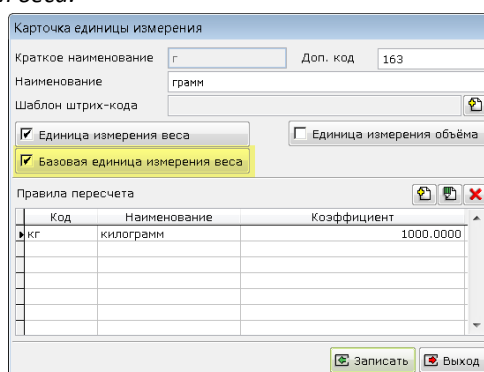 Карточка единицы измерения
Краткое наименование г Доп. код 163
Наименование грамм
Шаблон штрих-кода
Единица измерения веса Единица измерения объёма
Базовая единица измерения веса
Правила пересчета
Код Наименование Коэффициент
кг килограмм 1000.0000
Записать Выход